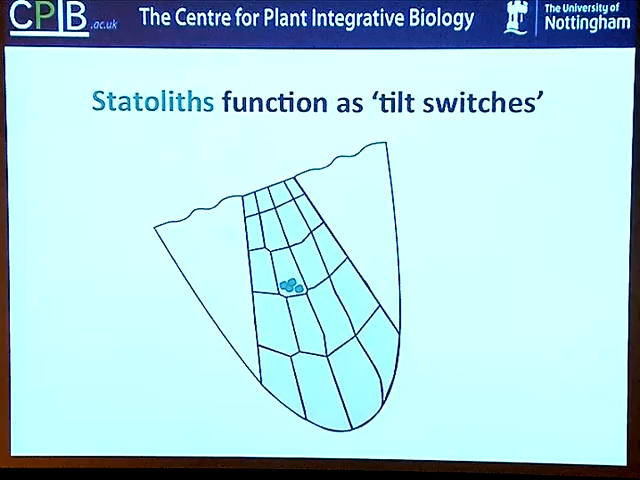 CPIB
.ac.uk
The Centre for Plant Integrative Biology
The University of
Nottingham
Statoliths function as ‘tilt switches’